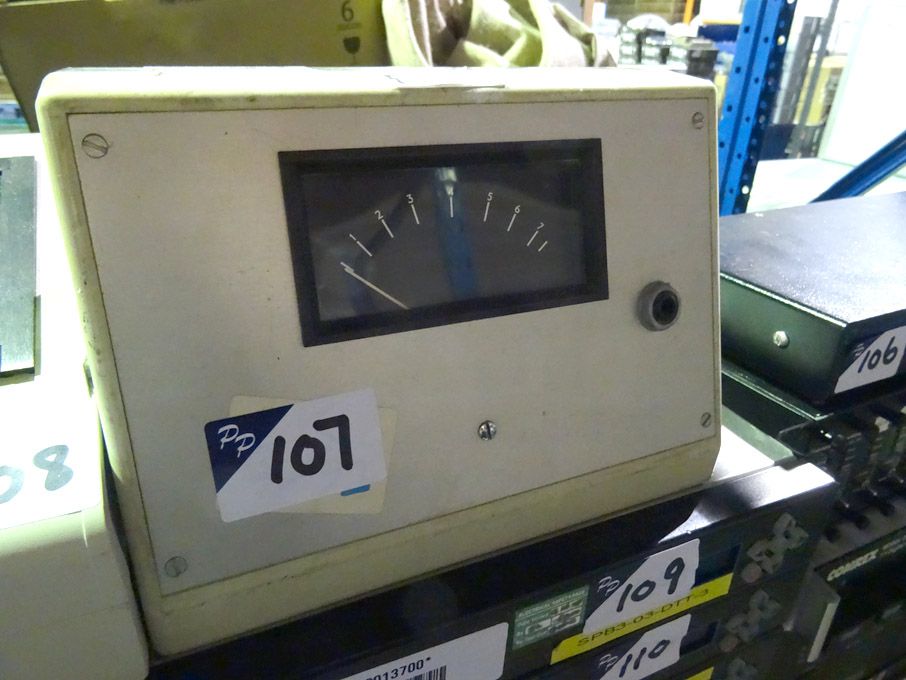 6
1 2 3 4 5 6 7
PP 107
PP 106
08
PP 109
SPB3-03-DTT-3
PP 110
013700*
COMREX